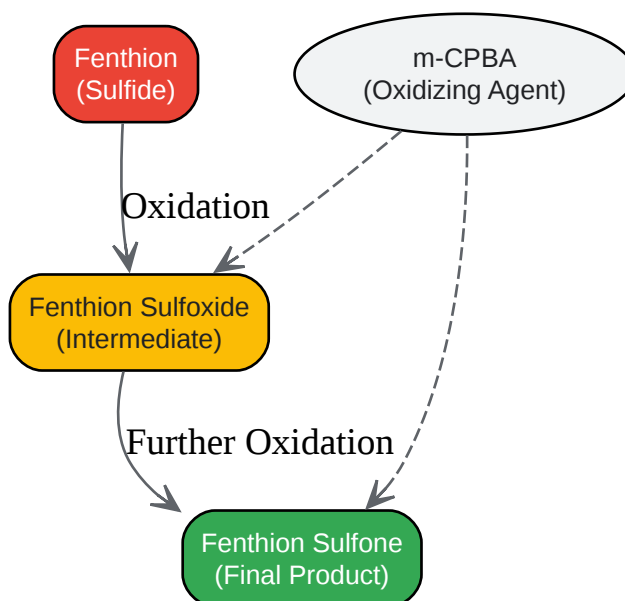 Fenthion
(Sulfide)
m-CPBA
(Oxidizing Agent)
Oxidation
Fenthion Sulfoxide
(Intermediate)
Further Oxidation
Fenthion Sulfone
(Final Product)